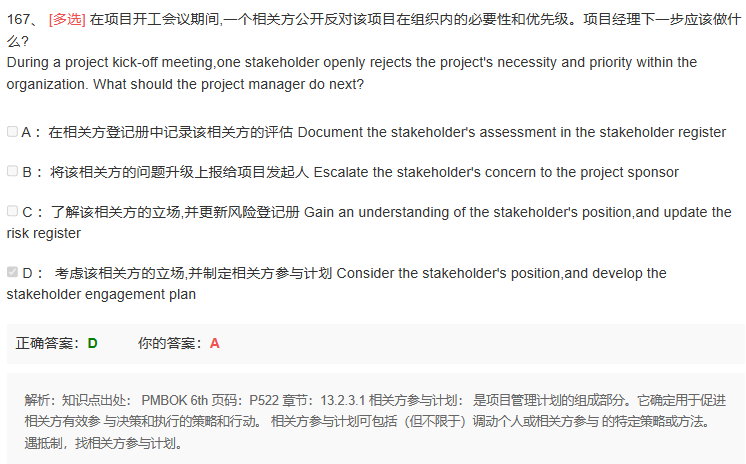 167、 [多选] 在项目开工会议期间,一个相关方公开反对该项目在组织内的必要性和优先级。项目经理下一步应该做什
么?
During a project kick-off meeting,one stakeholder openly rejects the project's necessity and priority within the
organization. What should the project manager do next?
A： 在相关方登记册中记录该相关方的评估 Document the stakeholder's assessment in the stakeholder register
B： 将该相关方的问题升级上报给项目发起人 Escalate the stakeholder's concern to the project sponsor
C： 了解该相关方的立场,并更新风险登记册 Gain an understanding of the stakeholder's position,and update the
risk register
D： 考虑该相关方的立场,并制定相关方参与计划 Consider the stakeholder's position,and develop the
stakeholder engagement plan
正确答案：D 你的答案：A
解析：知识点出处： PMBOK 6th 页码：P522 章节：13.2.3.1 相关方参与计划： 是项目管理计划的组成部分。它确定用于促进
相关方有效参 与决策和执行的策略和行动。 相关方参与计划可包括（但不限于）调动个人或相关方参与 的特定策略或方法。
遇抵制，找相关方参与计划。